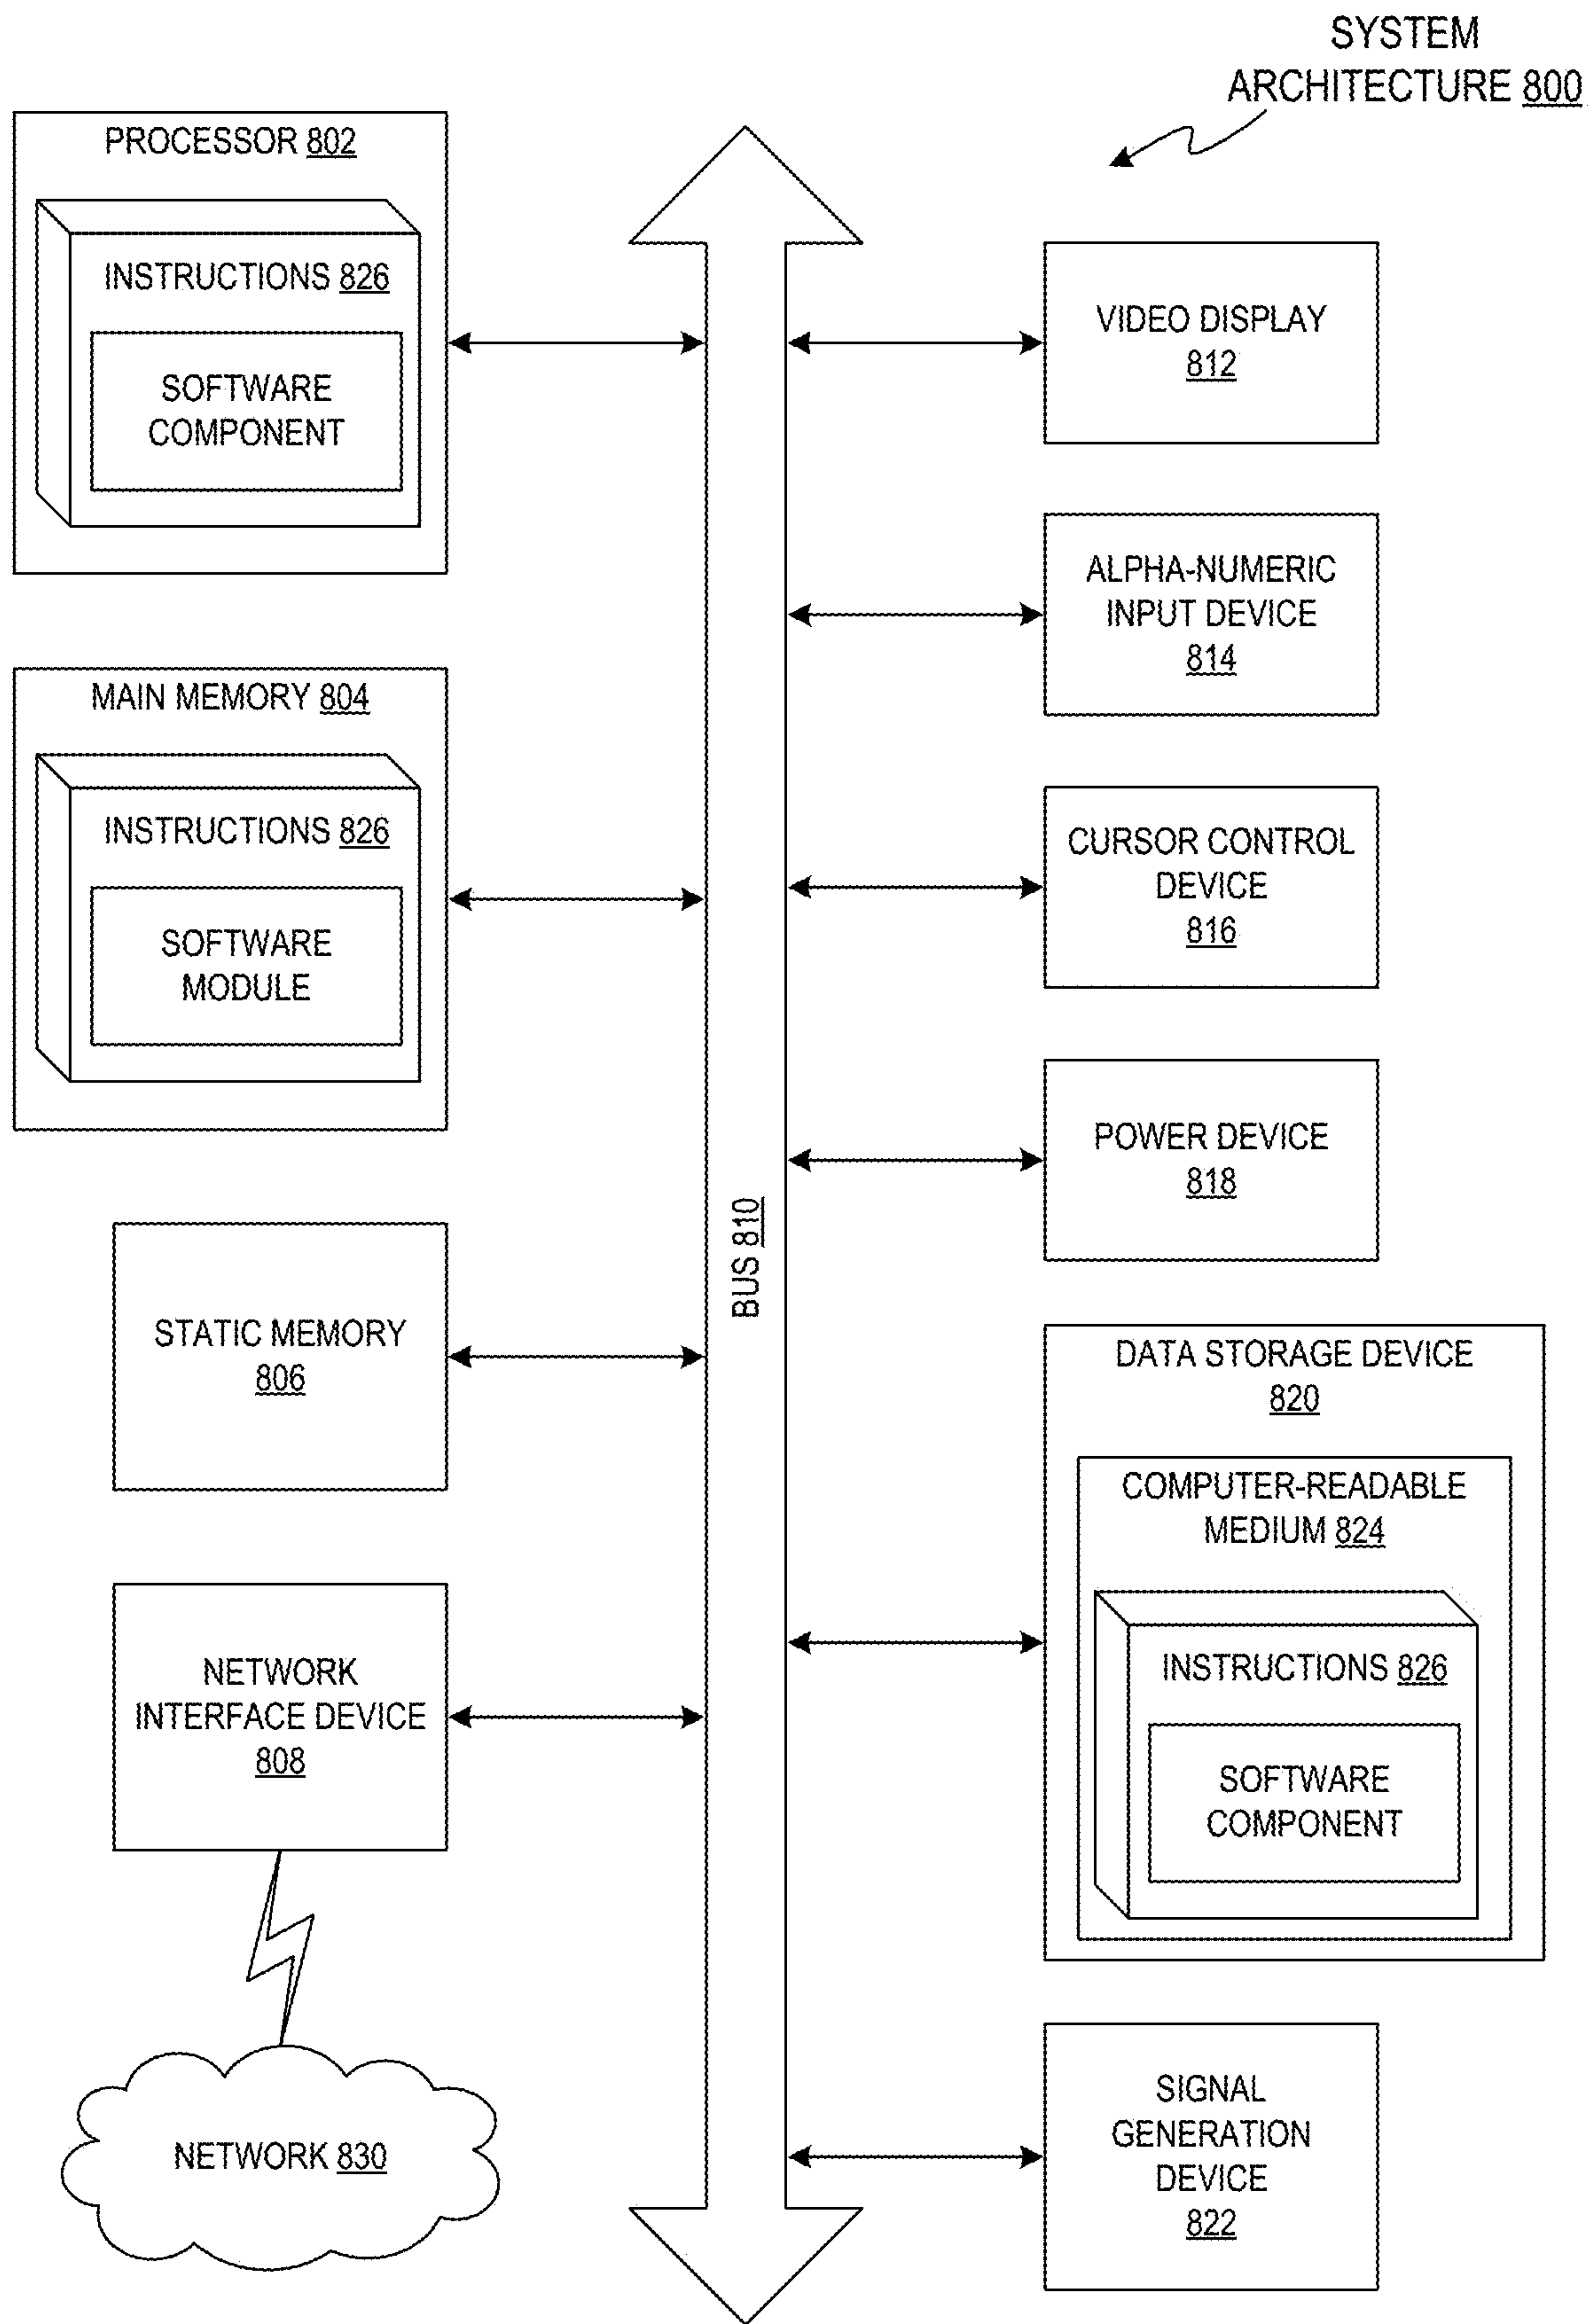 SYSTEM
ARCHITECTURE 800
PROCESSOR 802
INSTRUCTIONS 826
SOFTWARE
COMPONENT
MAIN MEMORY 804
INSTRUCTIONS 826
SOFTWARE
MODULE
STATIC MEMORY
806
NETWORK
INTERFACE DEVICE
808
NETWORK 830
BUS 810
VIDEO DISPLAY
812
ALPHA-NUMERIC
INPUT DEVICE
814
CURSOR CONTROL
DEVICE
816
POWER DEVICE
818
DATA STORAGE DEVICE
820
COMPUTER-READABLE
MEDIUM 824
INSTRUCTIONS 826
SOFTWARE
COMPONENT
SIGNAL
GENERATION
DEVICE
822